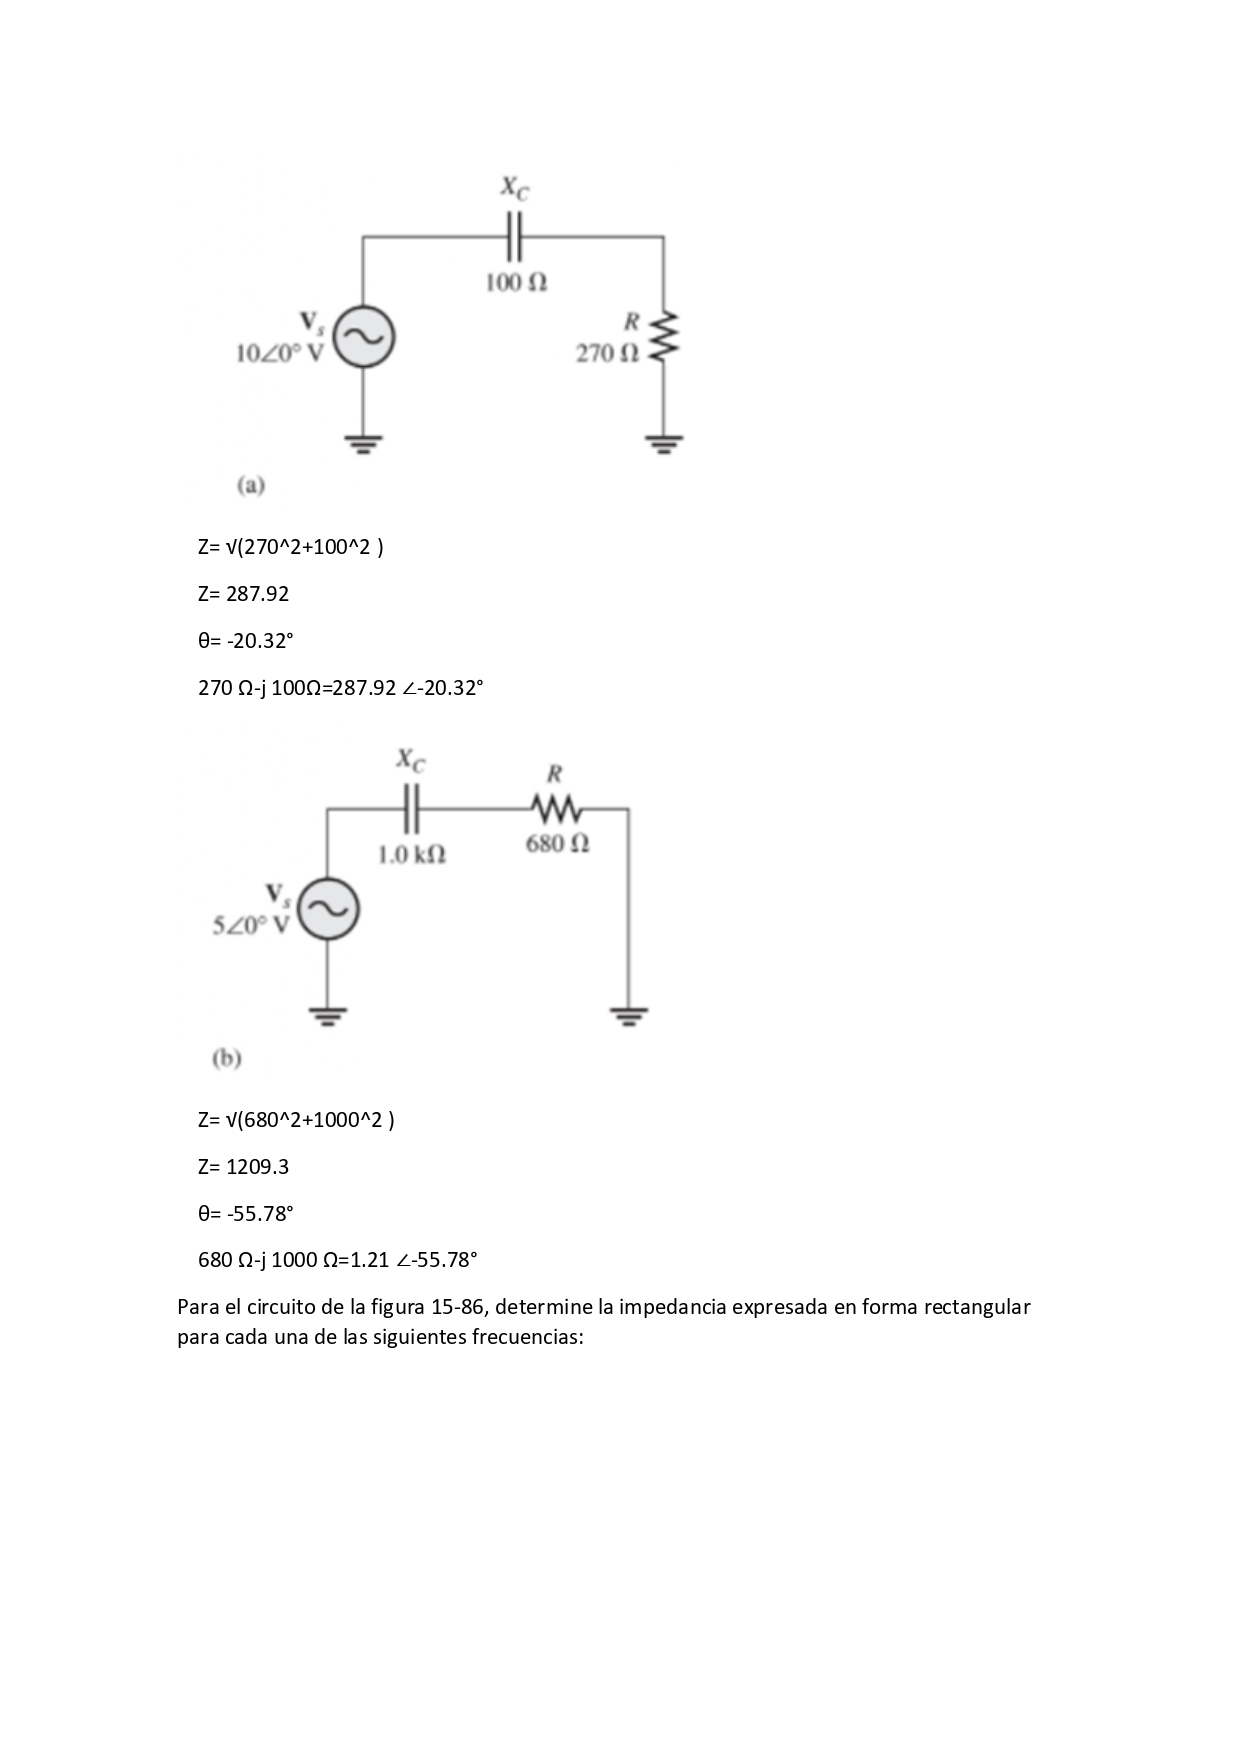 X_C
100 Ω
V_s
10∠0° V
R
270 Ω
(a)
Z= √(270^2+100^2 )
Z= 287.92
θ= -20.32°
270 Ω-j 100Ω=287.92 ∠-20.32°
X_C
R
1.0 kΩ
680 Ω
V_s
5∠0° V
(b)
Z= √(680^2+1000^2 )
Z= 1209.3
θ= -55.78°
680 Ω-j 1000 Ω=1.21 ∠-55.78°
Para el circuito de la figura 15-86, determine la impedancia expresada en forma rectangular
para cada una de las siguientes frecuencias: